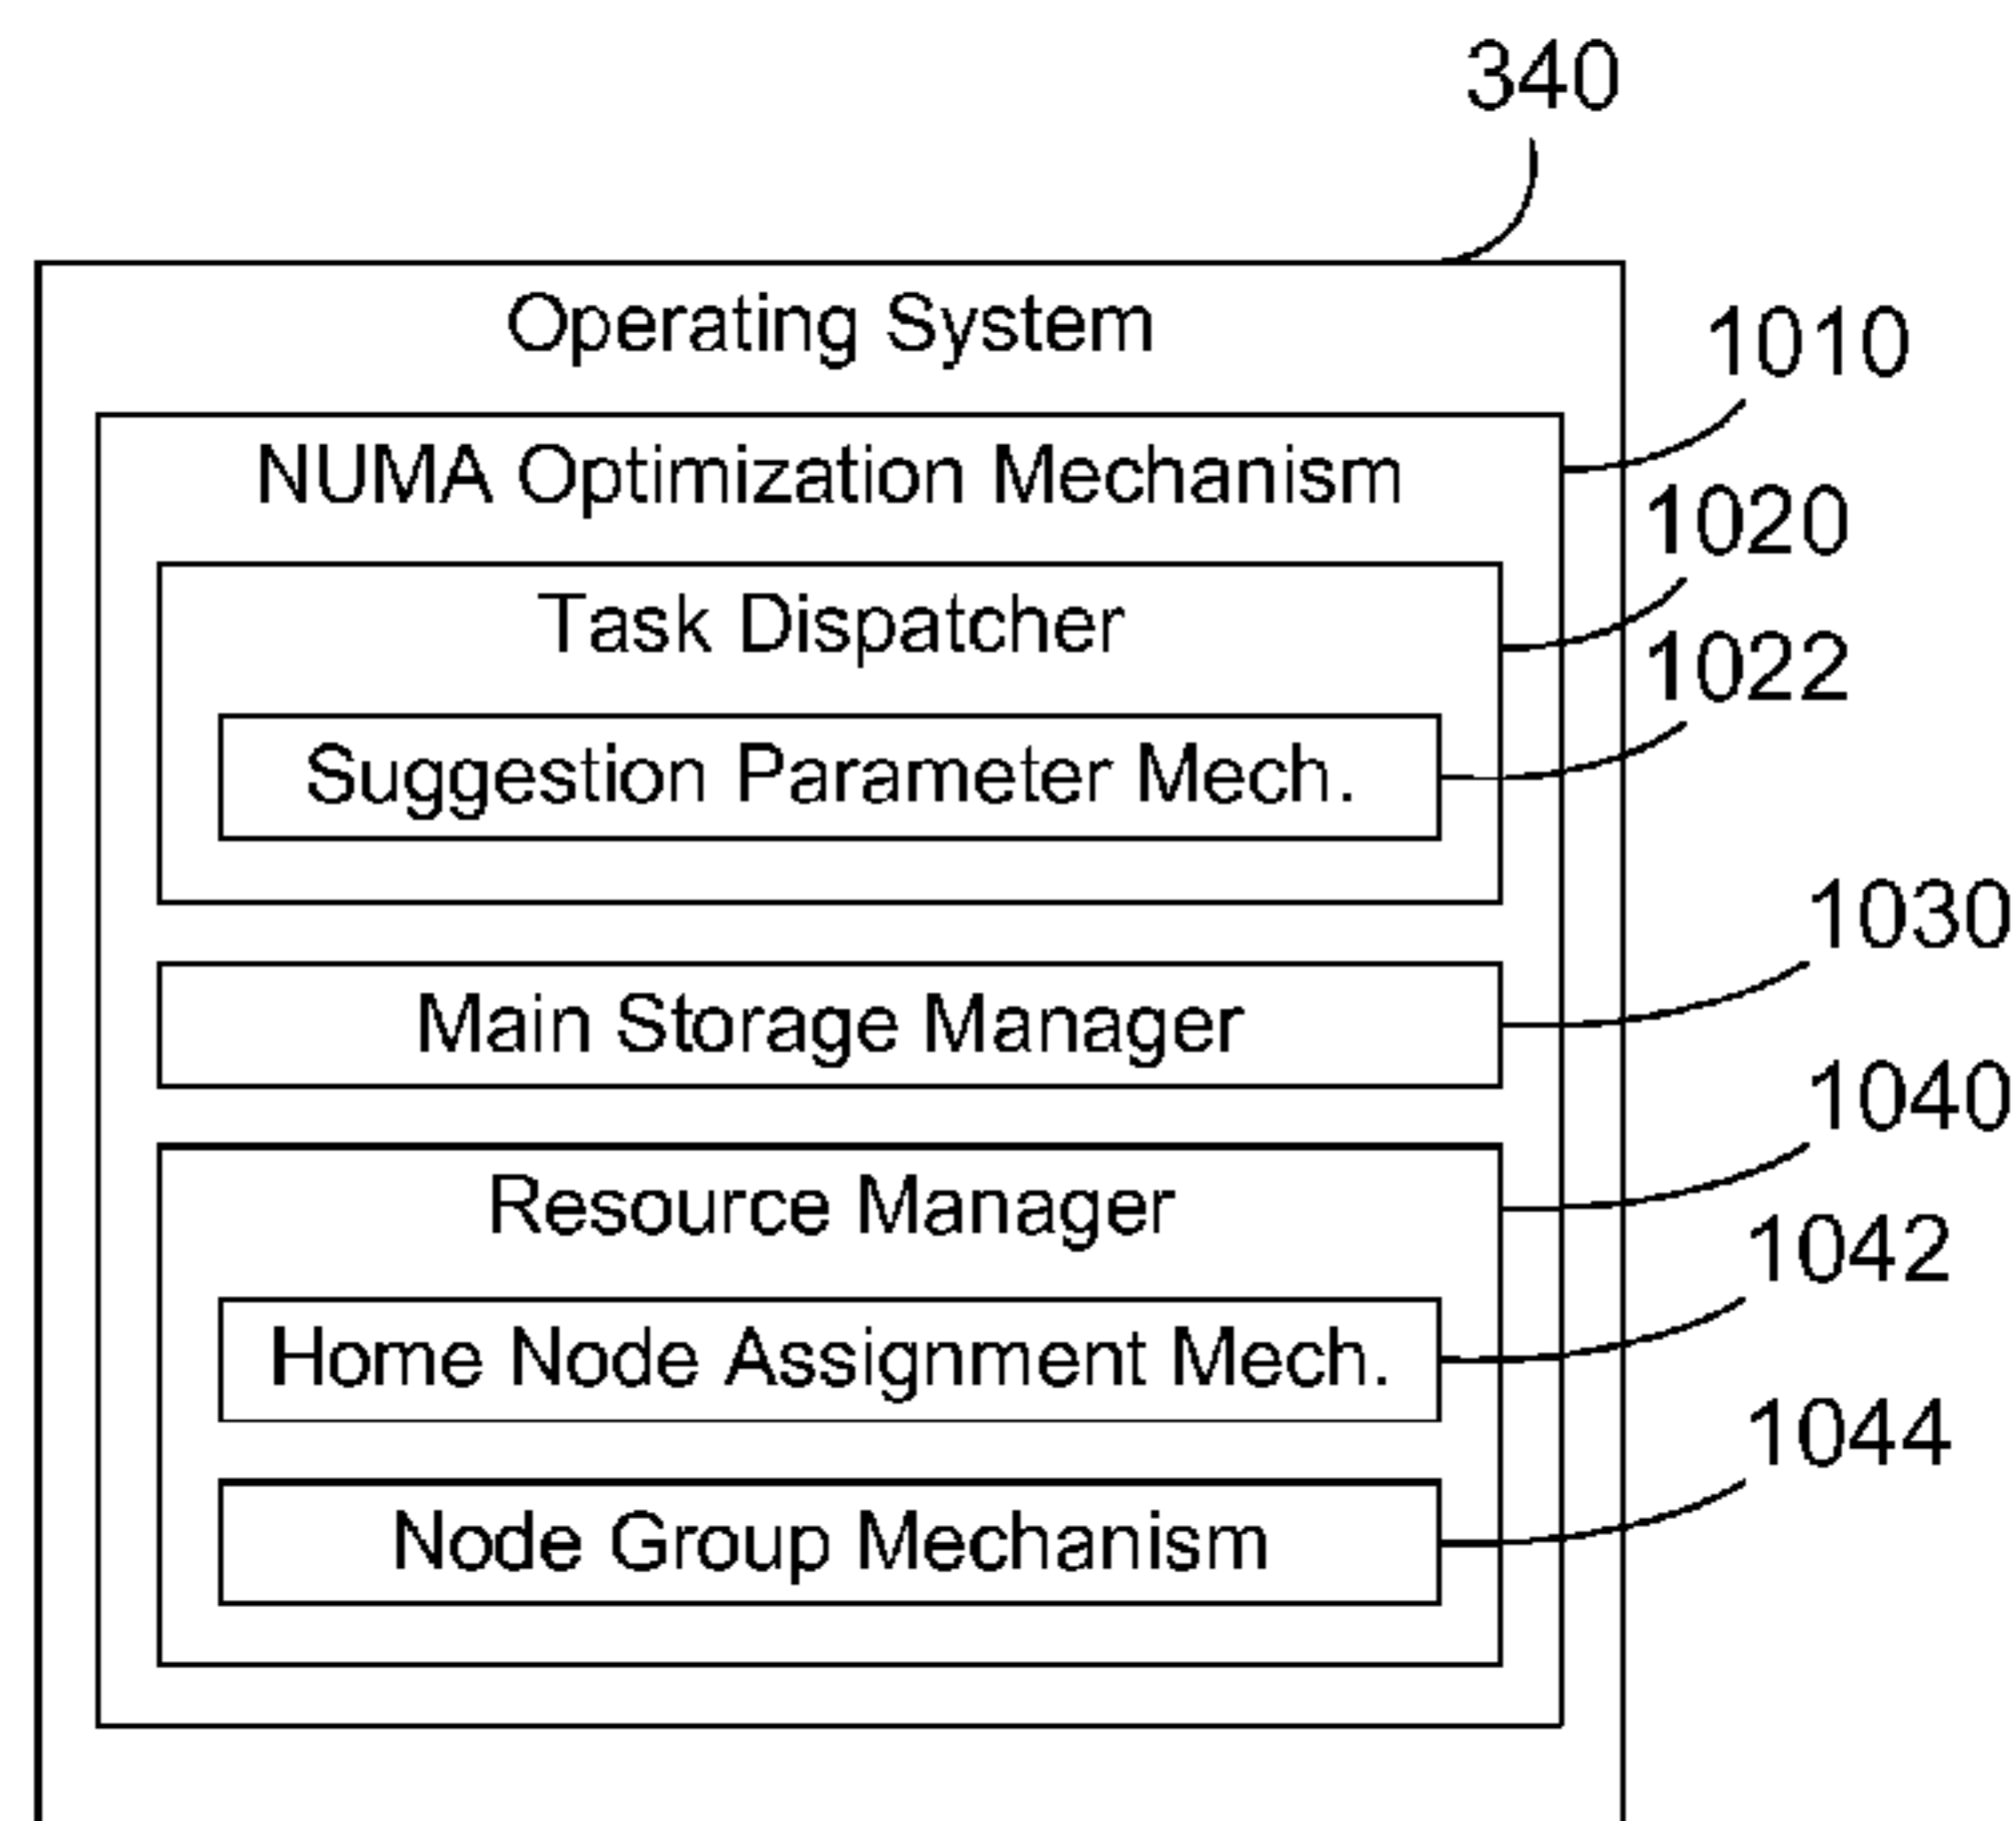 340
Operating System
1010
NUMA Optimization Mechanism
1020
Task Dispatcher
1022
Suggestion Parameter Mech.
1030
Main Storage Manager
1040
Resource Manager
1042
Home Node Assignment Mech.
1044
Node Group Mechanism